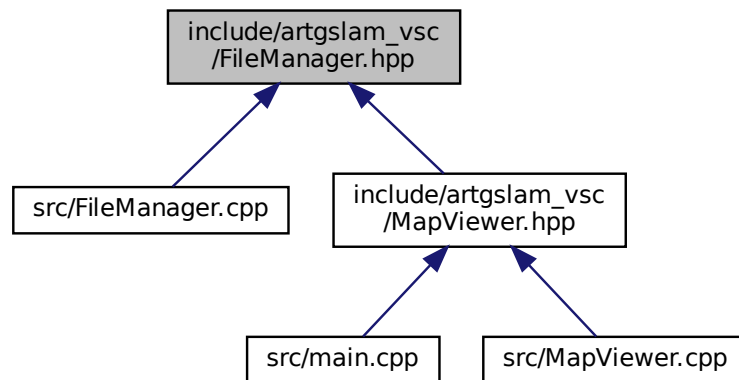 include/artgslam_vsc
/FileManager.hpp
src/FileManager.cpp
include/artgslam_vsc
/MapViewer.hpp
src/main.cpp
src/MapViewer.cpp